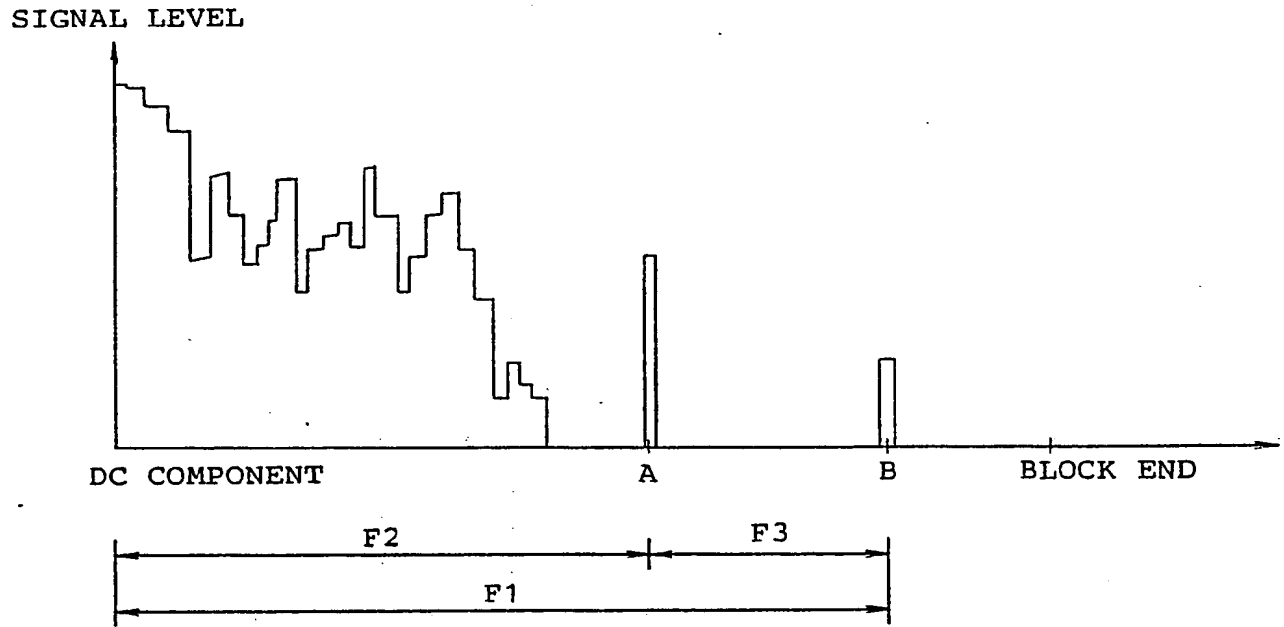 SIGNAL LEVEL
DC COMPONENT
A
B
BLOCK END
F2
F3
F1